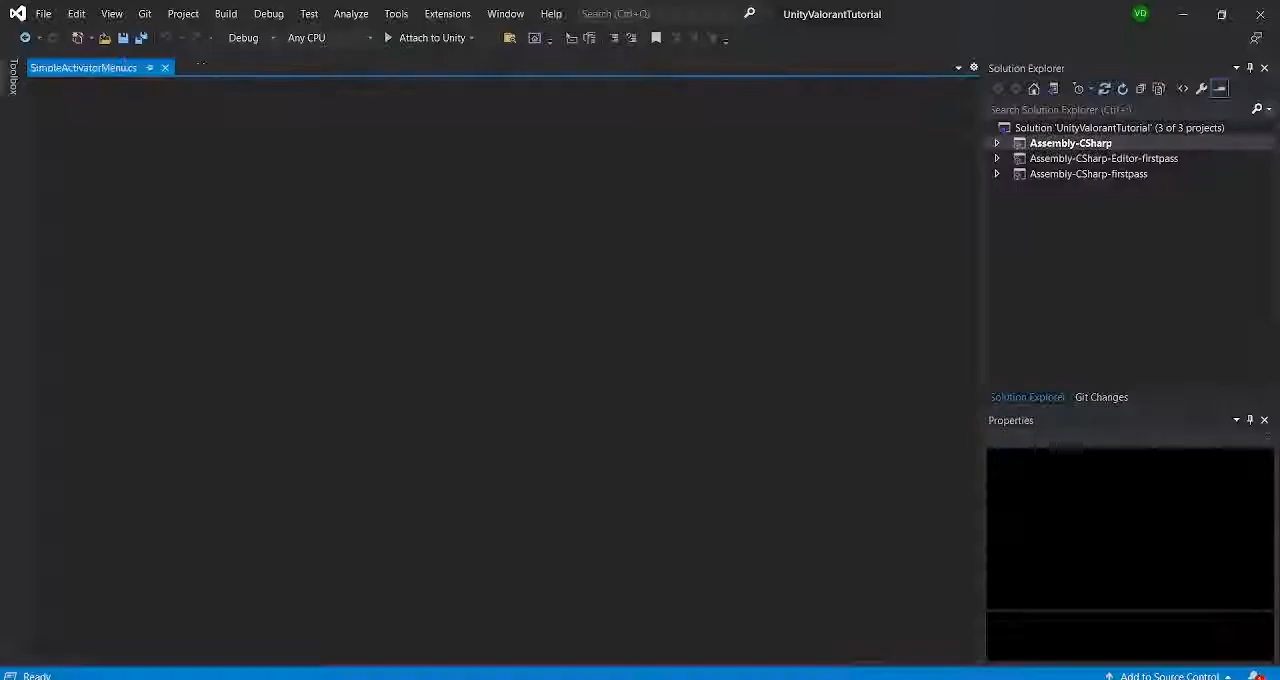 File Edit View Git Project Build Debug Test Analyze Tools Extensions Window Help Search (Ctrl+Q) UnityValorantTutorial VD
Debug Any CPU Attach to Unity
Toolbox
SimpleActivatorMenu.cs
Solution Explorer
Search Solution Explorer (Ctrl+;)
Solution 'UnityValorantTutorial' (3 of 3 projects)
Assembly-CSharp
Assembly-CSharp-Editor-firstpass
Assembly-CSharp-firstpass
Solution Explorer Git Changes
Properties
Ready Add to Source Control